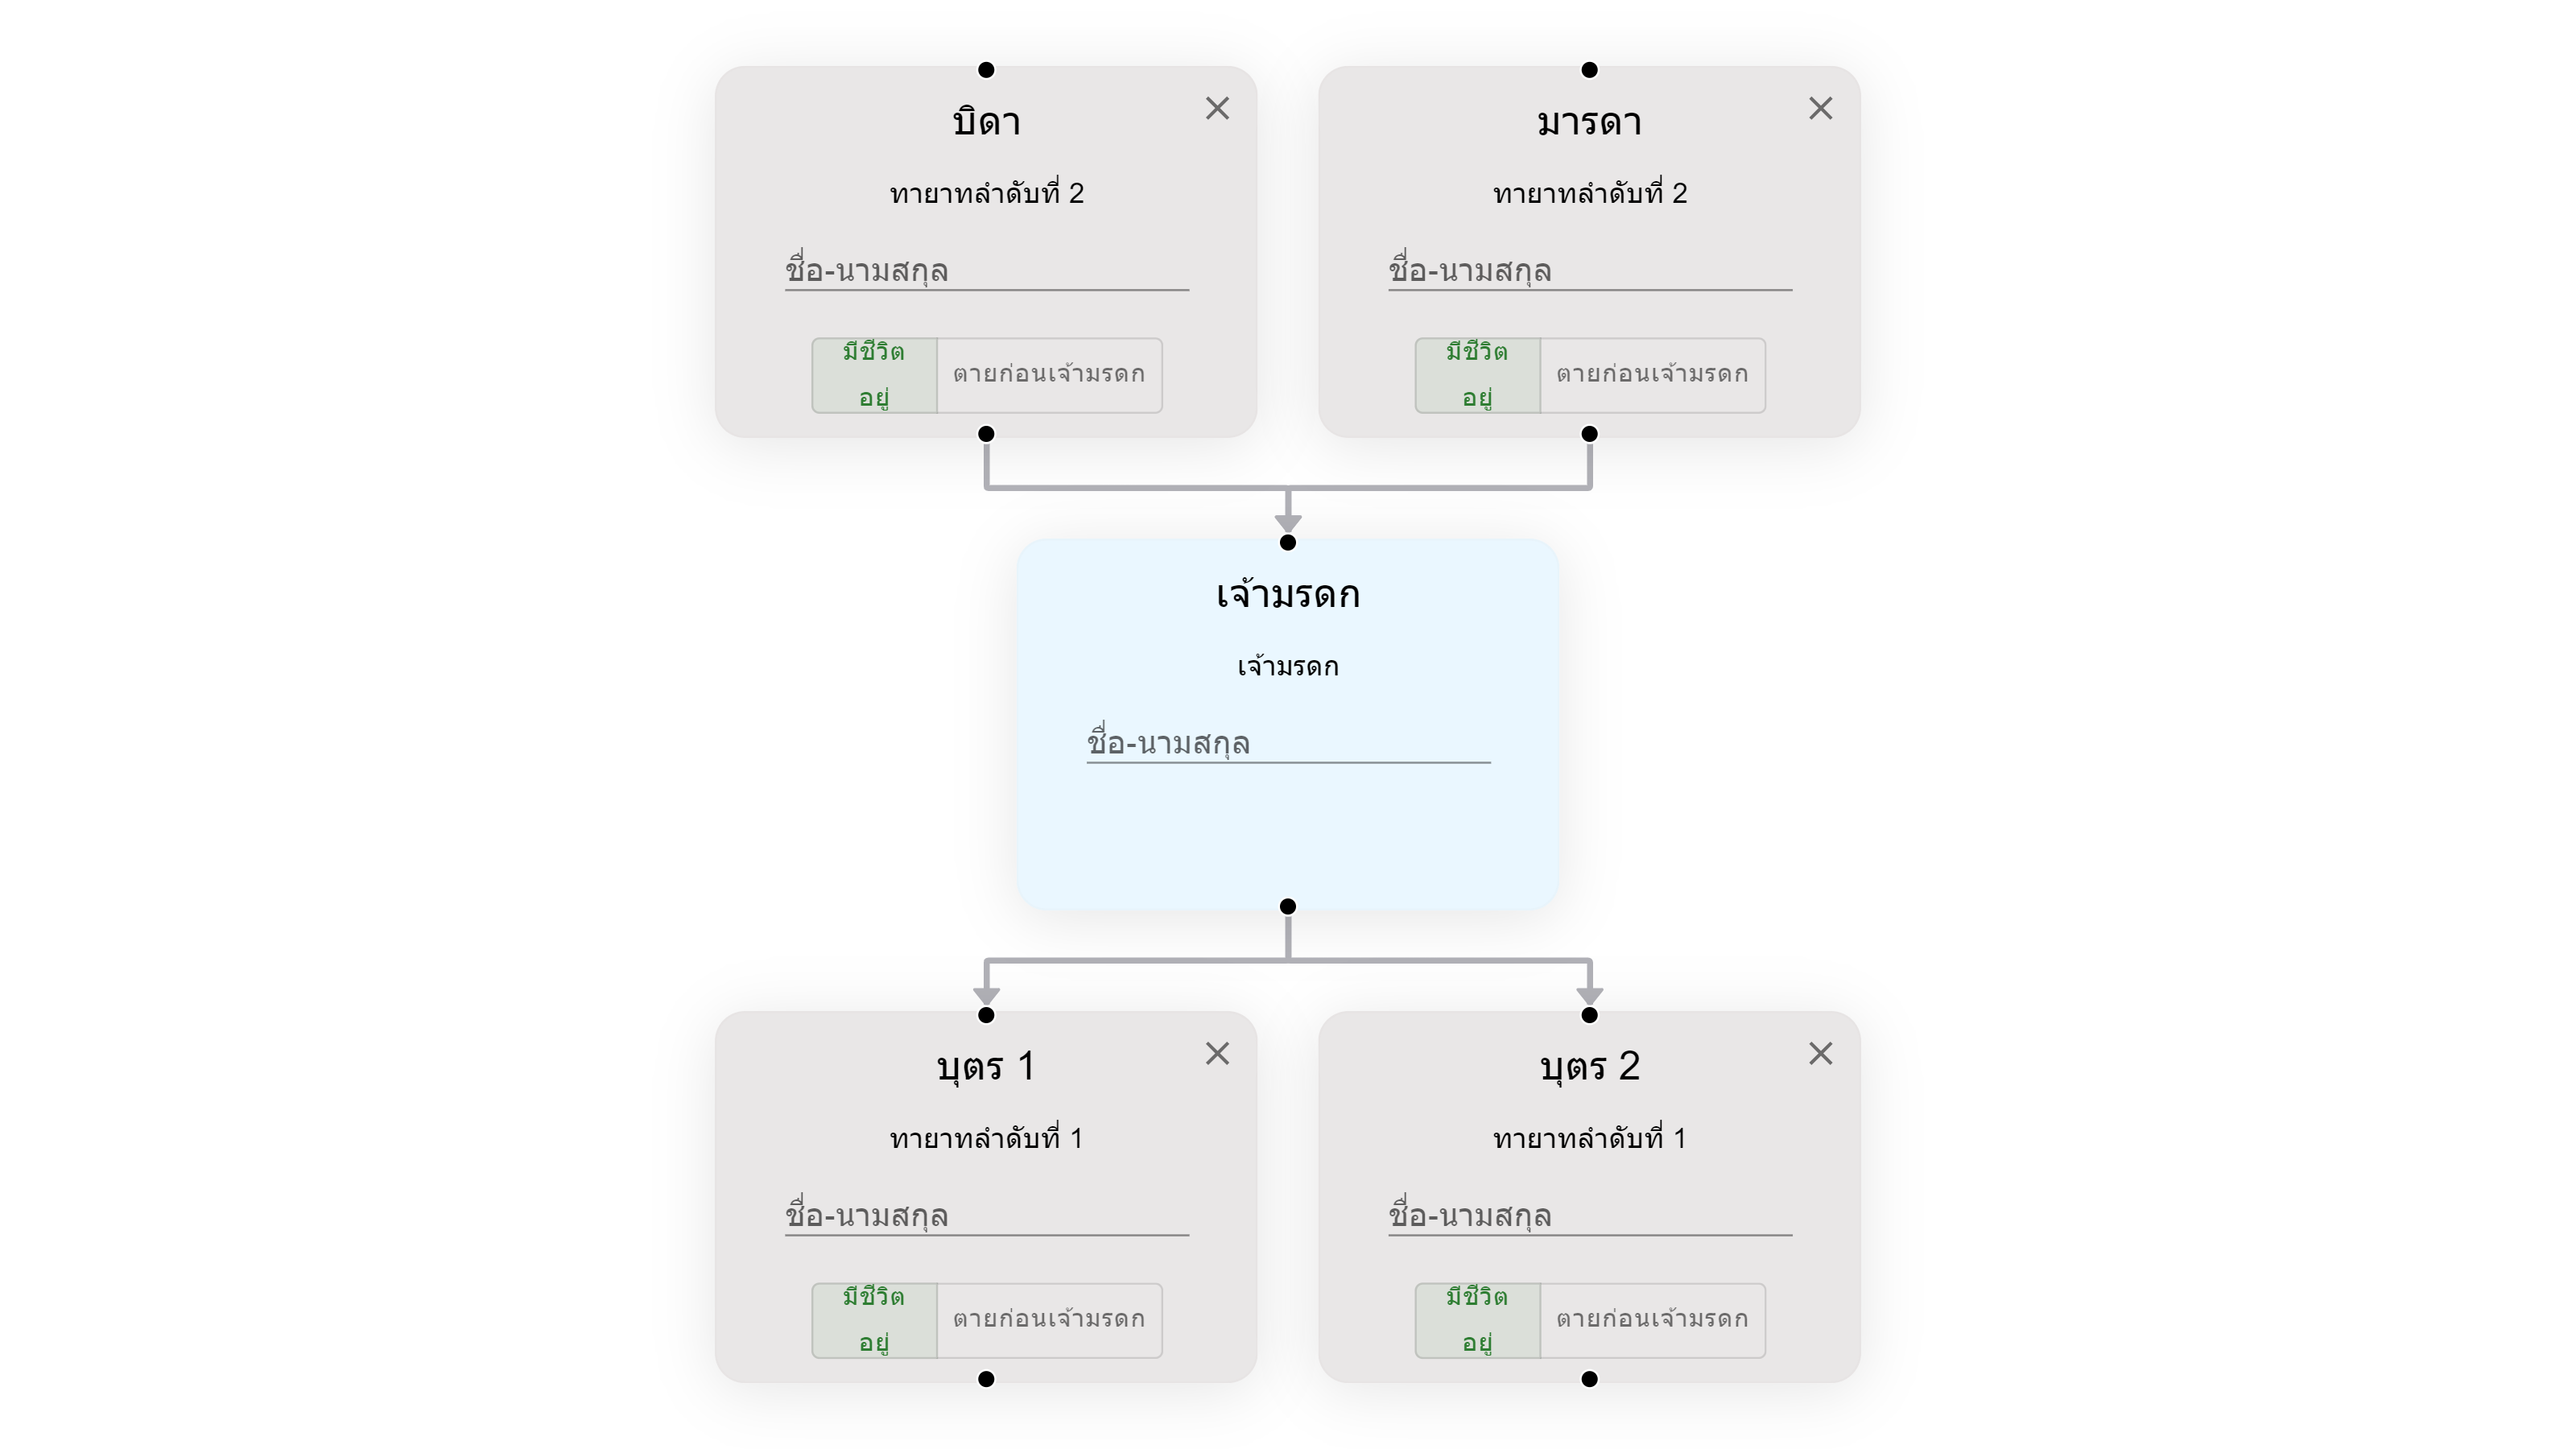 บิดา
ทายาทลำดับที่ 2
ชื่อ-นามสกุล
มีชีวิต
อยู่
ตายก่อนเจ้ามรดก
มารดา
ทายาทลำดับที่ 2
ชื่อ-นามสกุล
มีชีวิต
อยู่
ตายก่อนเจ้ามรดก
เจ้ามรดก
เจ้ามรดก
ชื่อ-นามสกุล
บุตร 1
ทายาทลำดับที่ 1
ชื่อ-นามสกุล
มีชีวิต
อยู่
ตายก่อนเจ้ามรดก
บุตร 2
ทายาทลำดับที่ 1
ชื่อ-นามสกุล
มีชีวิต
อยู่
ตายก่อนเจ้ามรดก